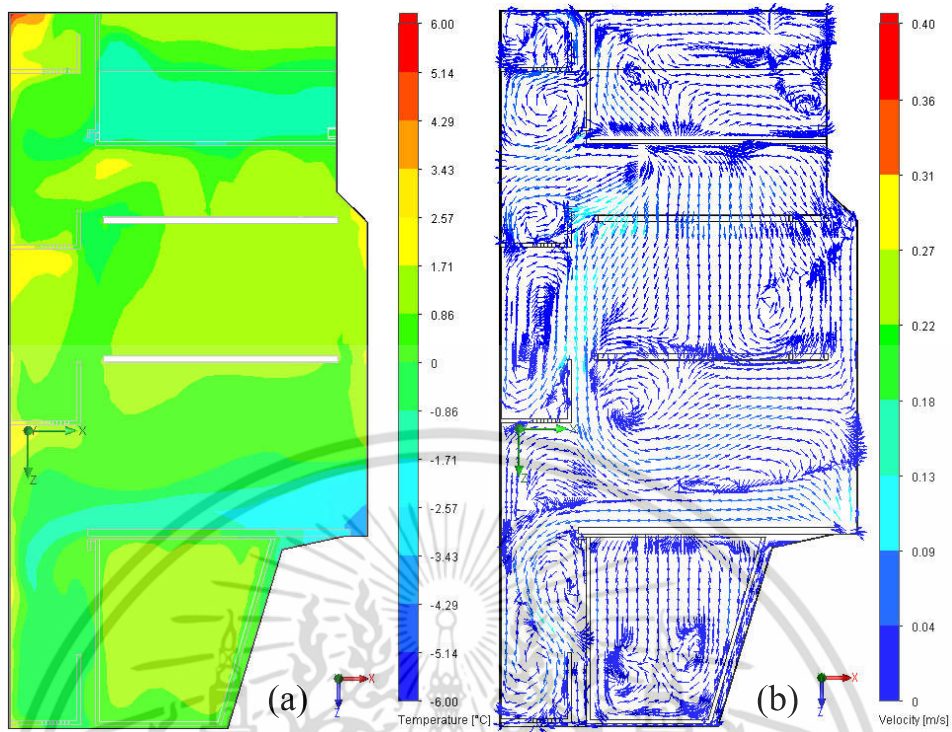 6.00
5.14
4.29
3.43
2.57
1.71
0.86
0
-0.86
-1.71
-2.57
-3.43
-4.29
-5.14
-6.00
Temperature [°C]
X
Z
X
Z
(a)
0.40
0.36
0.31
0.27
0.22
0.18
0.13
0.09
0.04
0
Velocity [m/s]
X
Z
X
Z
(b)